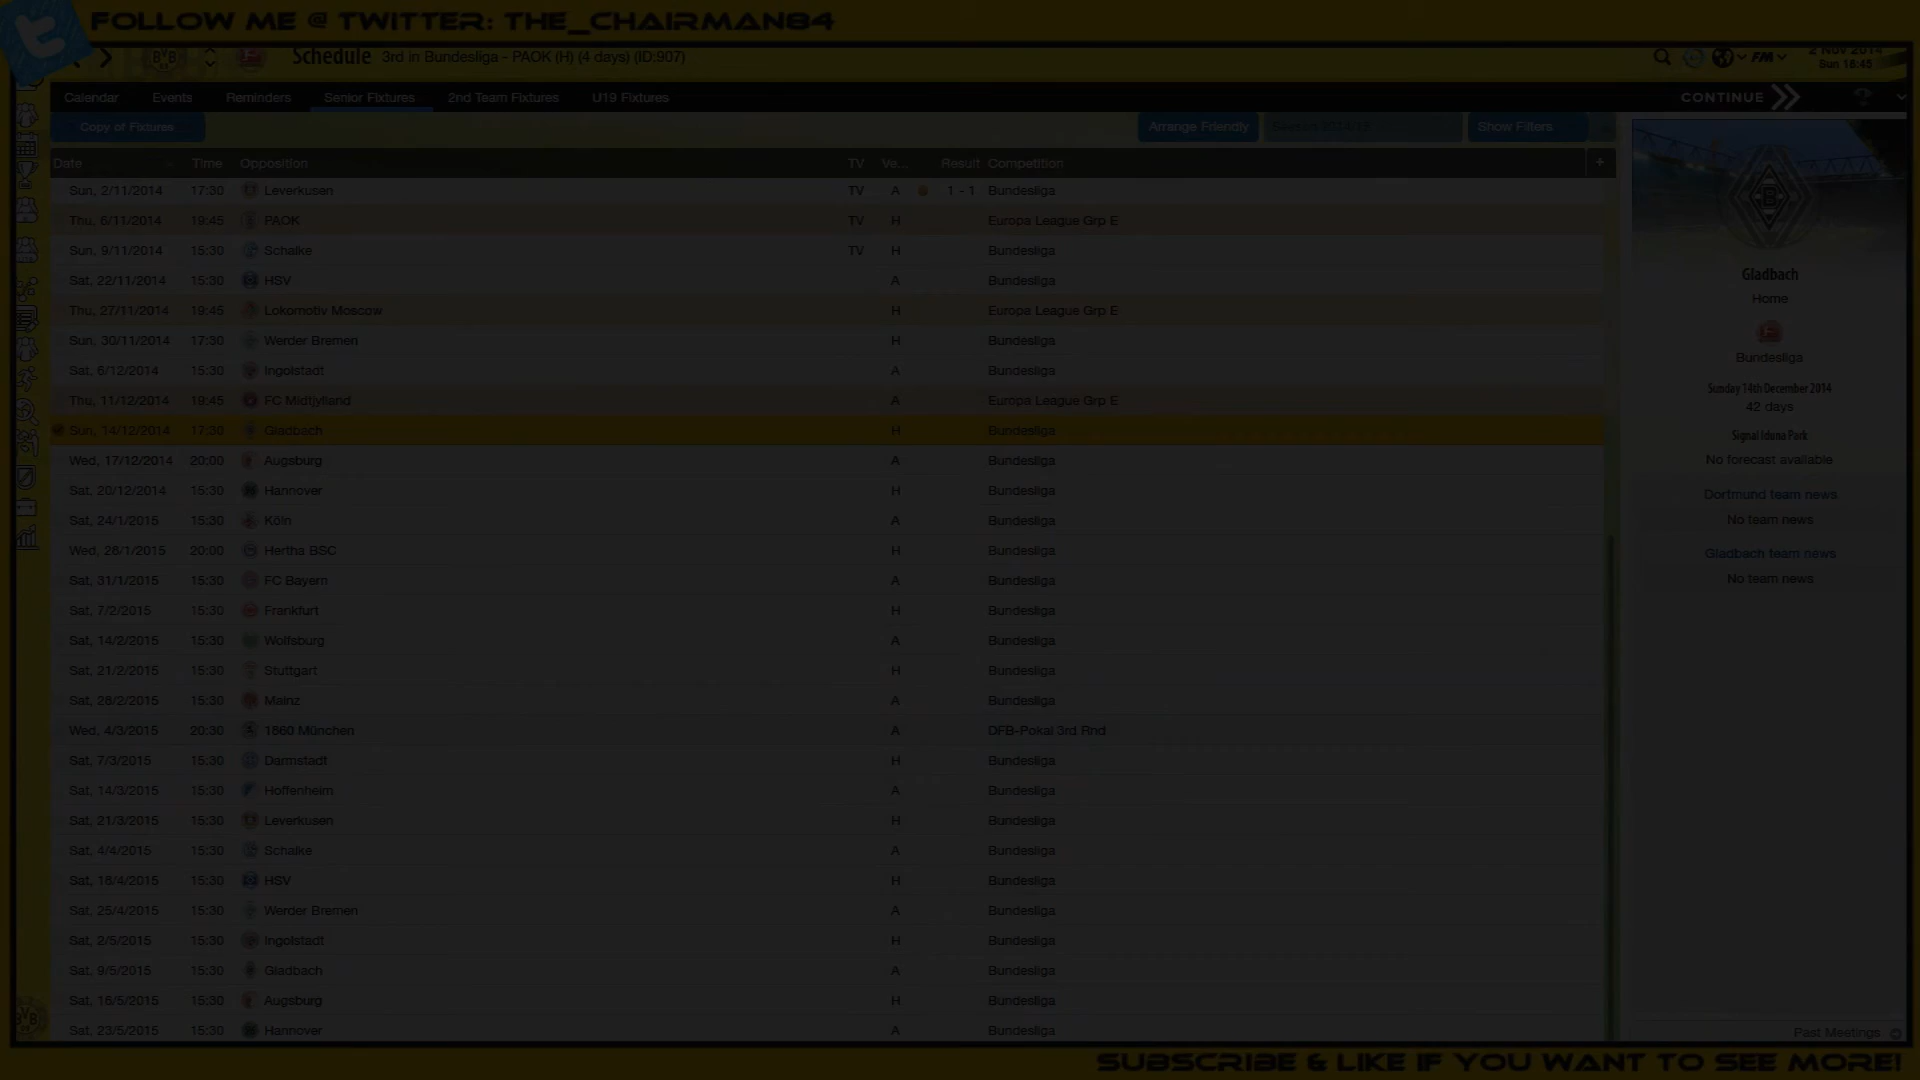 FOLLOW ME @ TWITTER: THE_CHAIRMAN84
Schedule 3rd in Bundesliga - PAOK (H) (4 days) (ID:907)
FM
2 Nov 2014
Sun 18:45
Calendar Events Reminders Senior Fixtures 2nd Team Fixtures U19 Fixtures
CONTINUE
Copy of Fixtures
Arrange Friendly
Show Filters
Date Time Opposition TV Ve... Result Competition +
Sun, 2/11/2014 17:30 Leverkusen TV A 1 - 1 Bundesliga
Thu, 6/11/2014 19:45 PAOK TV H Europa League Grp E
Sun, 9/11/2014 15:30 Schalke TV H Bundesliga
Sat, 22/11/2014 15:30 HSV A Bundesliga
Thu, 27/11/2014 19:45 Lokomotiv Moscow H Europa League Grp E
Sun, 30/11/2014 17:30 Werder Bremen H Bundesliga
Sat, 6/12/2014 15:30 Ingolstadt A Bundesliga
Thu, 11/12/2014 19:45 FC Midtjylland A Europa League Grp E
Sun, 14/12/2014 17:30 Gladbach H Bundesliga
Wed, 17/12/2014 20:00 Augsburg A Bundesliga
Sat, 20/12/2014 15:30 Hannover H Bundesliga
Sat, 24/1/2015 15:30 Köln A Bundesliga
Wed, 28/1/2015 20:00 Hertha BSC H Bundesliga
Sat, 31/1/2015 15:30 FC Bayern A Bundesliga
Sat, 7/2/2015 15:30 Frankfurt H Bundesliga
Sat, 14/2/2015 15:30 Wolfsburg A Bundesliga
Sat, 21/2/2015 15:30 Stuttgart H Bundesliga
Sat, 28/2/2015 15:30 Mainz A Bundesliga
Wed, 4/3/2015 20:30 1860 München A DFB-Pokal 3rd Rnd
Sat, 7/3/2015 15:30 Darmstadt H Bundesliga
Sat, 14/3/2015 15:30 Hoffenheim A Bundesliga
Sat, 21/3/2015 15:30 Leverkusen H Bundesliga
Sat, 4/4/2015 15:30 Schalke A Bundesliga
Sat, 18/4/2015 15:30 HSV H Bundesliga
Sat, 25/4/2015 15:30 Werder Bremen A Bundesliga
Sat, 2/5/2015 15:30 Ingolstadt H Bundesliga
Sat, 9/5/2015 15:30 Gladbach A Bundesliga
Sat, 16/5/2015 15:30 Augsburg H Bundesliga
Sat, 23/5/2015 15:30 Hannover A Bundesliga
Gladbach
Home
Bundesliga
Sunday 14th December 2014
42 days
Signal Iduna Park
No forecast available
Dortmund team news
No team news
Gladbach team news
No team news
Past Meetings
SUBSCRIBE & LIKE IF YOU WANT TO SEE MORE!